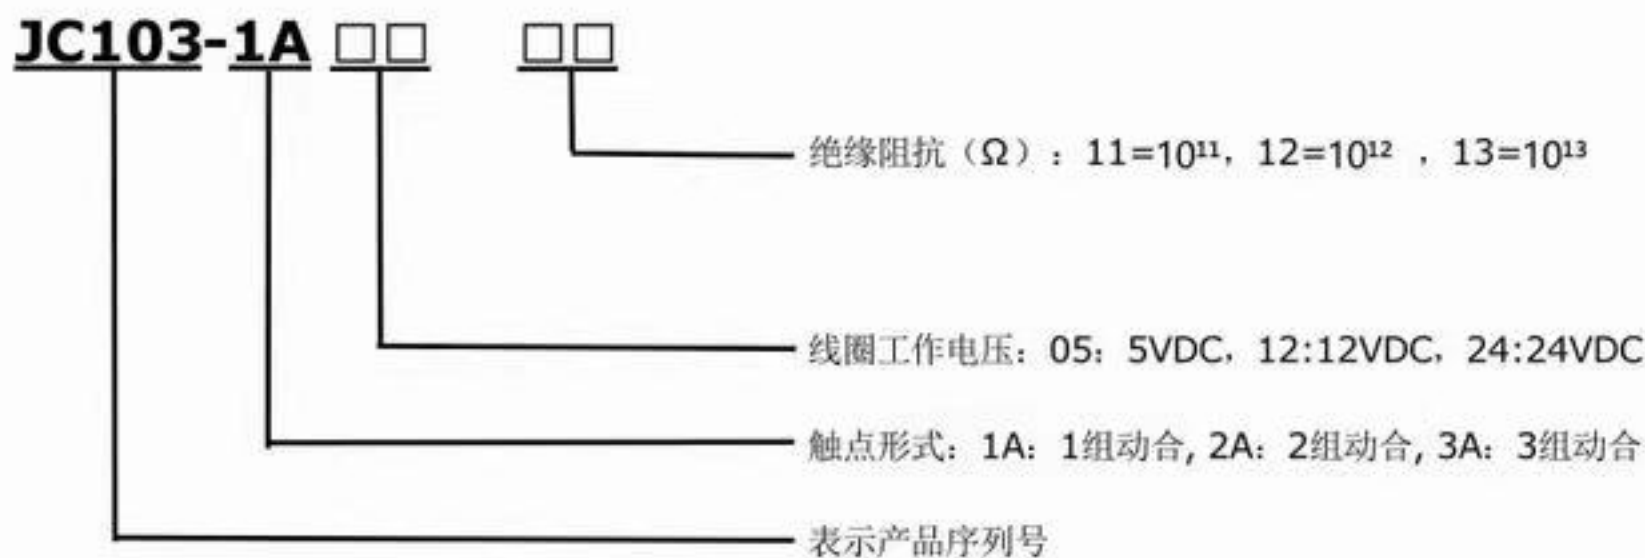 JC103-1A □□ □□
绝缘阻抗（Ω）：11=10¹¹，12=10¹² ，13=10¹³
线圈工作电压：05：5VDC，12:12VDC，24:24VDC
触点形式：1A：1组动合, 2A：2组动合, 3A：3组动合
表示产品序列号